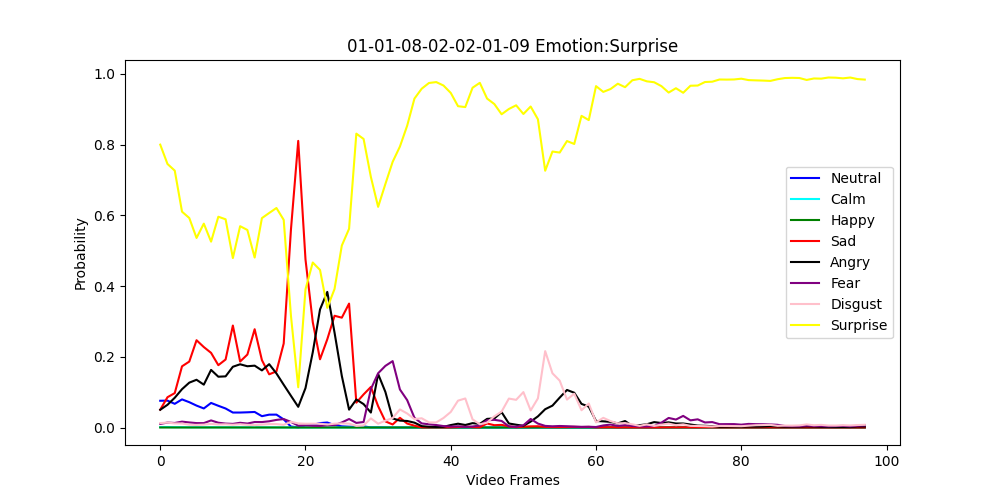 01-01-08-02-02-01-09 Emotion:Surprise
Probability
1.0
0.8
0.6
0.4
0.2
0.0
0
20
40
60
80
100
Video Frames
Neutral
Calm
Happy
Sad
Angry
Fear
Disgust
Surprise